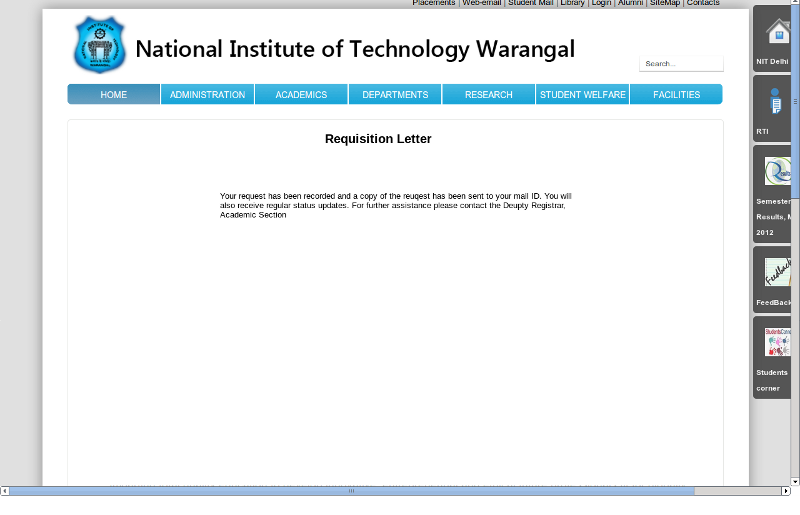 Placements | Web-email | Student Mail | Library | Login | Alumni | SiteMap | Contacts
National Institute of Technology Warangal
Search...
HOME ADMINISTRATION ACADEMICS DEPARTMENTS RESEARCH STUDENT WELFARE FACILITIES
Requisition Letter
Your request has been recorded and a copy of the reuqest has been sent to your mail ID. You will
also receive regular status updates. For further assistance please contact the Deupty Registrar,
Academic Section
NIT Delhi
RTI
Semester
Results, M
2012
Feedback
FeedBack
Students
corner